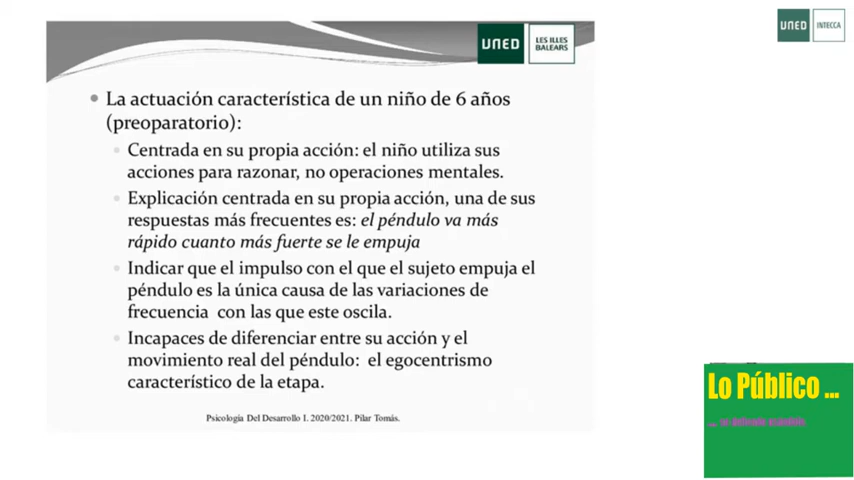 UNED
LES ILLES
BALEARS
UNED
INTECCA
La actuación característica de un niño de 6 años
(preoparatorio):
Centrada en su propia acción: el niño utiliza sus
acciones para razonar, no operaciones mentales.
Explicación centrada en su propia acción, una de sus
respuestas más frecuentes es: el péndulo va más
rápido cuanto más fuerte se le empuja
Indicar que el impulso con el que el sujeto empuja el
péndulo es la única causa de las variaciones de
frecuencia con las que este oscila.
Incapaces de diferenciar entre su acción y el
movimiento real del péndulo: el egocentrismo
característico de la etapa.
Psicología Del Desarrollo I. 2020/2021. Pilar Tomás.
Lo Público ...